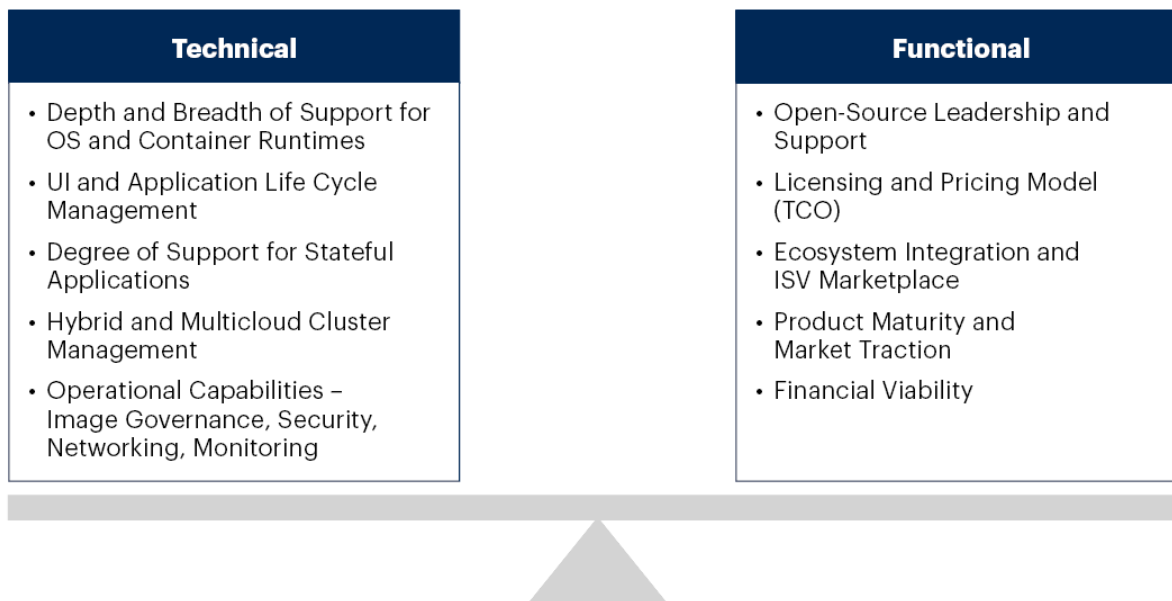 Technical
• Depth and Breadth of Support for
OS and Container Runtimes
• UI and Application Life Cycle
Management
• Degree of Support for Stateful
Applications
• Hybrid and Multicloud Cluster
Management
• Operational Capabilities –
Image Governance, Security,
Networking, Monitoring
Functional
• Open-Source Leadership and
Support
• Licensing and Pricing Model
(TCO)
• Ecosystem Integration and
ISV Marketplace
• Product Maturity and
Market Traction
• Financial Viability